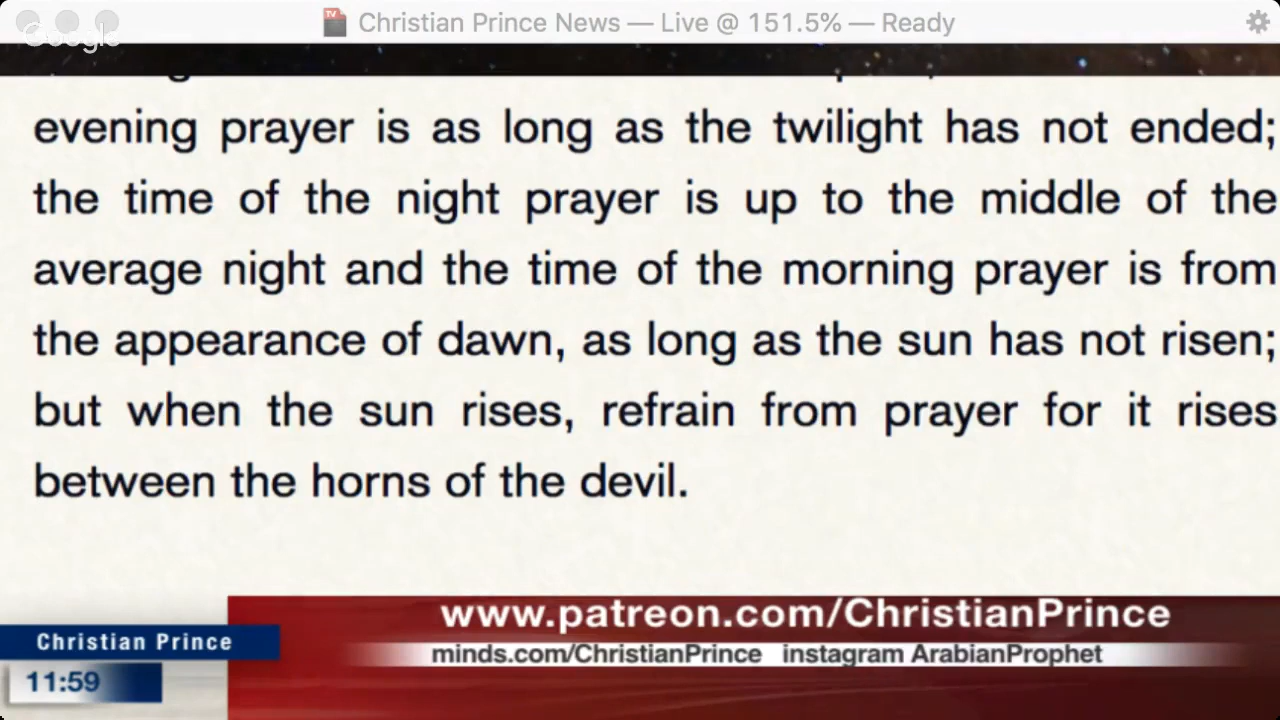 Christian Prince News — Live @ 151.5% — Ready
Google
evening prayer is as long as the twilight has not ended;
the time of the night prayer is up to the middle of the
average night and the time of the morning prayer is from
the appearance of dawn, as long as the sun has not risen;
but when the sun rises, refrain from prayer for it rises
between the horns of the devil.
www.patreon.com/ChristianPrince
Christian Prince
minds.com/ChristianPrince instagram ArabianProphet
11:59